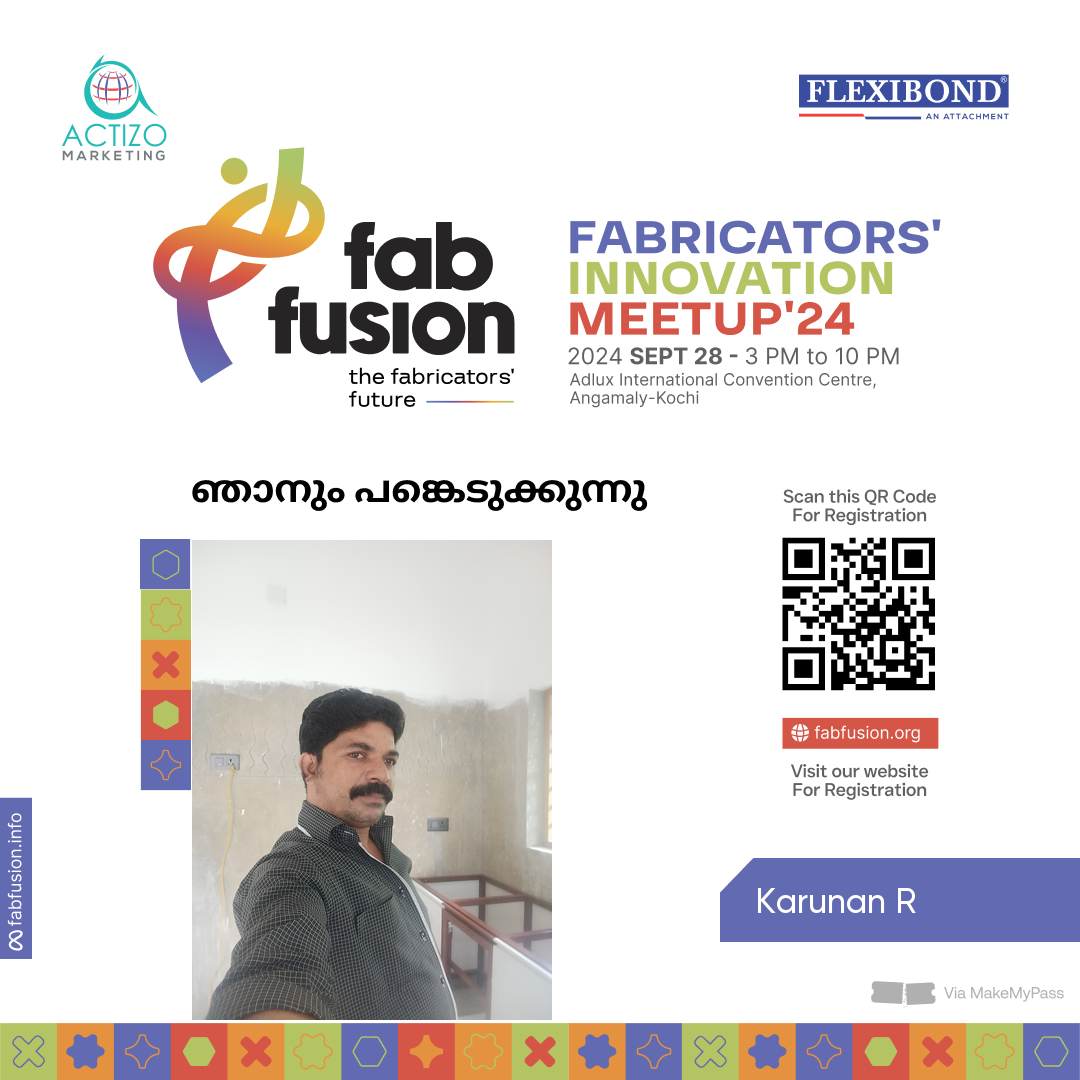 ACTIZO
MARKETING
FLEXIBOND®
AN ATTACHMENT
fab
fusion
the fabricators'
future
FABRICATORS'
INNOVATION
MEETUP'24
2024 SEPT 28 - 3 PM to 10 PM
Adlux International Convention Centre,
Angamaly-Kochi
ഞാനും പങ്കെടുക്കുന്നു
Scan this QR Code
For Registration
fabfusion.org
Visit our website
For Registration
fabfusion.info
Karunan R
Via MakeMyPass